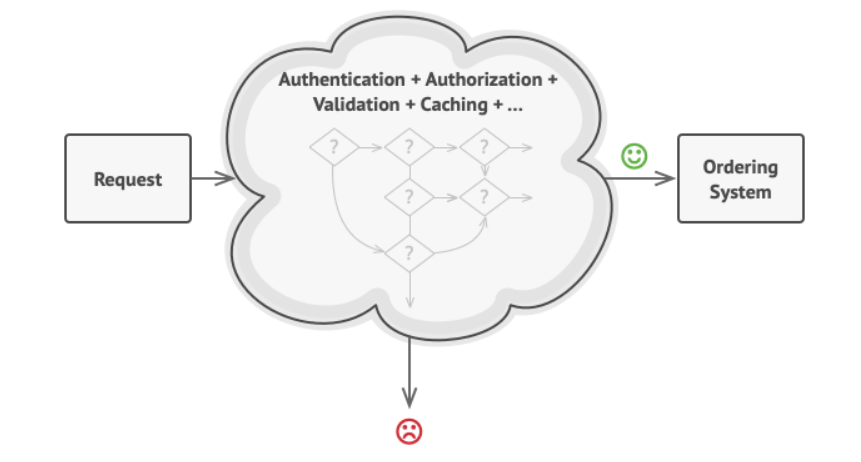 Authentication + Authorization +
Validation + Caching + ...
? ? ?
Request
Ordering
System
? ?
?